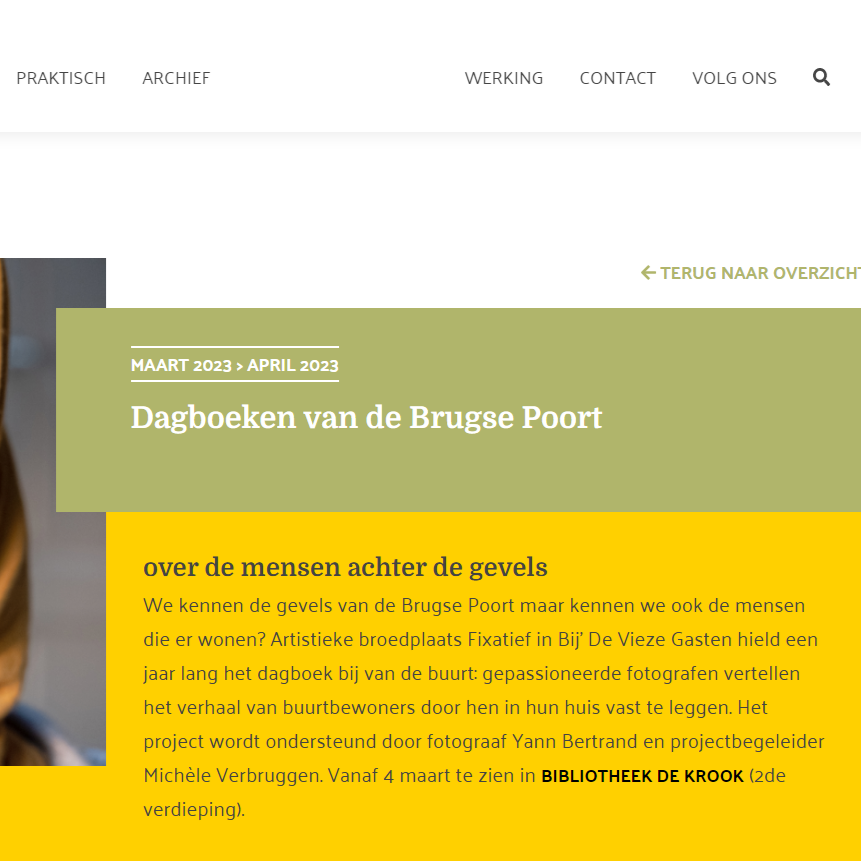 PRAKTISCH ARCHIEF WERKING CONTACT VOLG ONS
TERUG NAAR OVERZICHT
MAART 2023 > APRIL 2023
Dagboeken van de Brugse Poort
over de mensen achter de gevels
We kennen de gevels van de Brugse Poort maar kennen we ook de mensen
die er wonen? Artistieke broedplaats Fixatief in Bij’ De Vieze Gasten hield een
jaar lang het dagboek bij van de buurt: gepassioneerde fotografen vertellen
het verhaal van buurtbewoners door hen in hun huis vast te leggen. Het
project wordt ondersteund door fotograaf Yann Bertrand en projectbegeleider
Michèle Verbruggen. Vanaf 4 maart te zien in BIBLIOTHEEK DE KROOK (2de
verdieping).